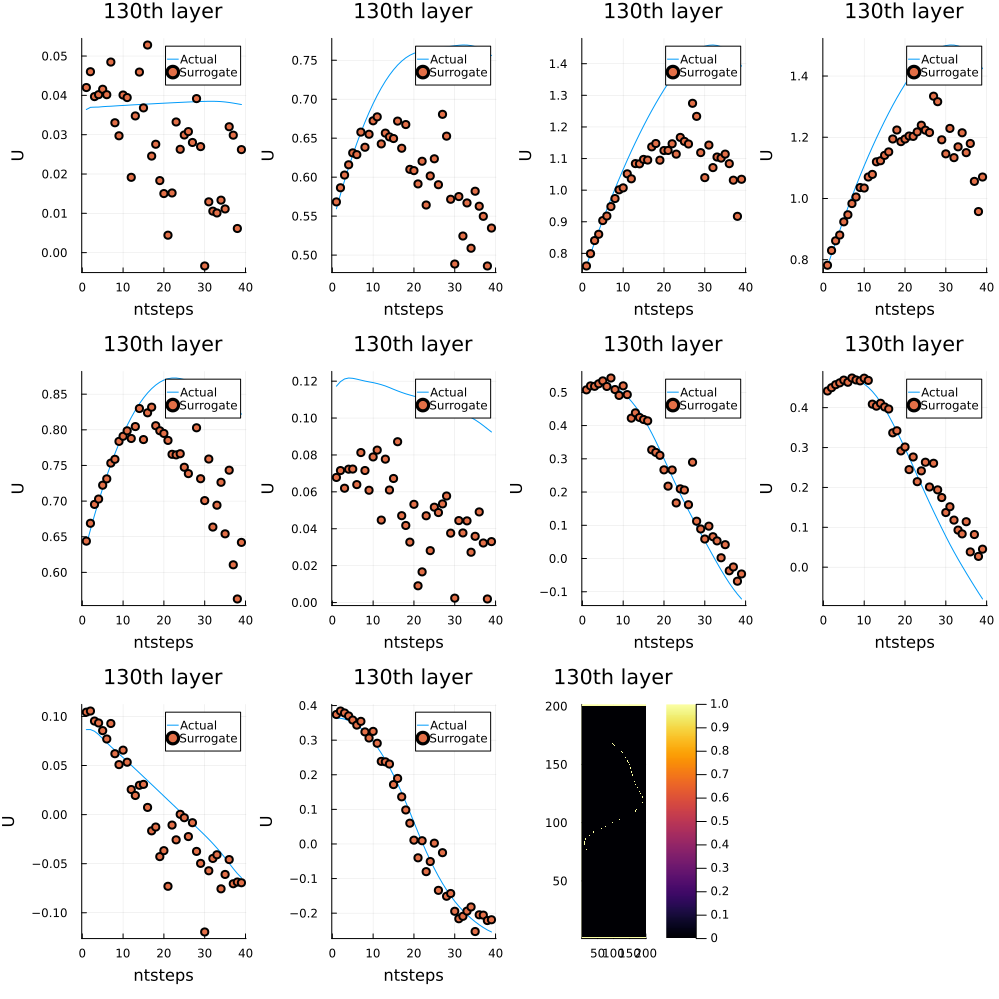 130th layer 130th layer 130th layer 130th layer
U
0.05
0.04
0.03
0.02
0.01
0.00
Actual
Surrogate
0 10 20 30 40
ntsteps
U
0.75
0.70
0.65
0.60
0.55
0.50
Actual
Surrogate
0 10 20 30 40
ntsteps
U
1.4
1.2
1.0
0.8
Actual
Surrogate
0 10 20 30 40
ntsteps
U
1.4
1.2
1.0
0.8
Actual
Surrogate
0 10 20 30 40
ntsteps
130th layer 130th layer 130th layer 130th layer
U
0.85
0.80
0.75
0.70
0.65
0.60
Actual
Surrogate
0 10 20 30 40
ntsteps
U
0.12
0.10
0.08
0.06
0.04
0.02
0.00
Actual
Surrogate
0 10 20 30 40
ntsteps
U
0.5
0.4
0.3
0.2
0.1
0.0
−0.1
Actual
Surrogate
0 10 20 30 40
ntsteps
U
0.4
0.3
0.2
0.1
0.0
Actual
Surrogate
0 10 20 30 40
ntsteps
130th layer 130th layer 130th layer
U
0.10
0.05
0.00
−0.05
−0.10
Actual
Surrogate
0 10 20 30 40
ntsteps
U
0.4
0.3
0.2
0.1
0.0
−0.1
−0.2
Actual
Surrogate
0 10 20 30 40
ntsteps
200
150
100
50
50 100 150 200
1.0
0.9
0.8
0.7
0.6
0.5
0.4
0.3
0.2
0.1
0